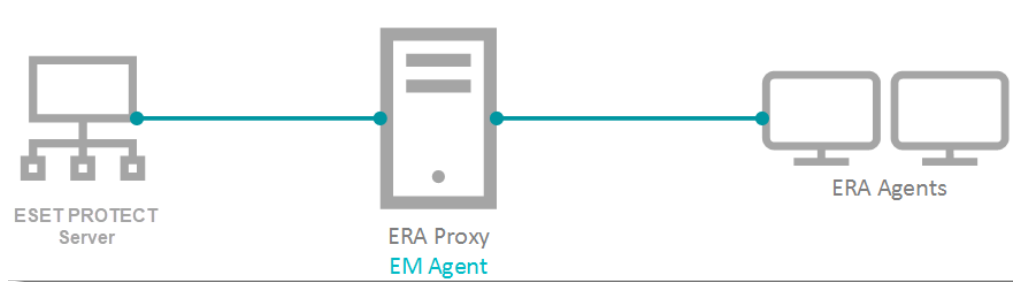 ESET PROTECT
Server
ERA Proxy
EM Agent
ERA Agents